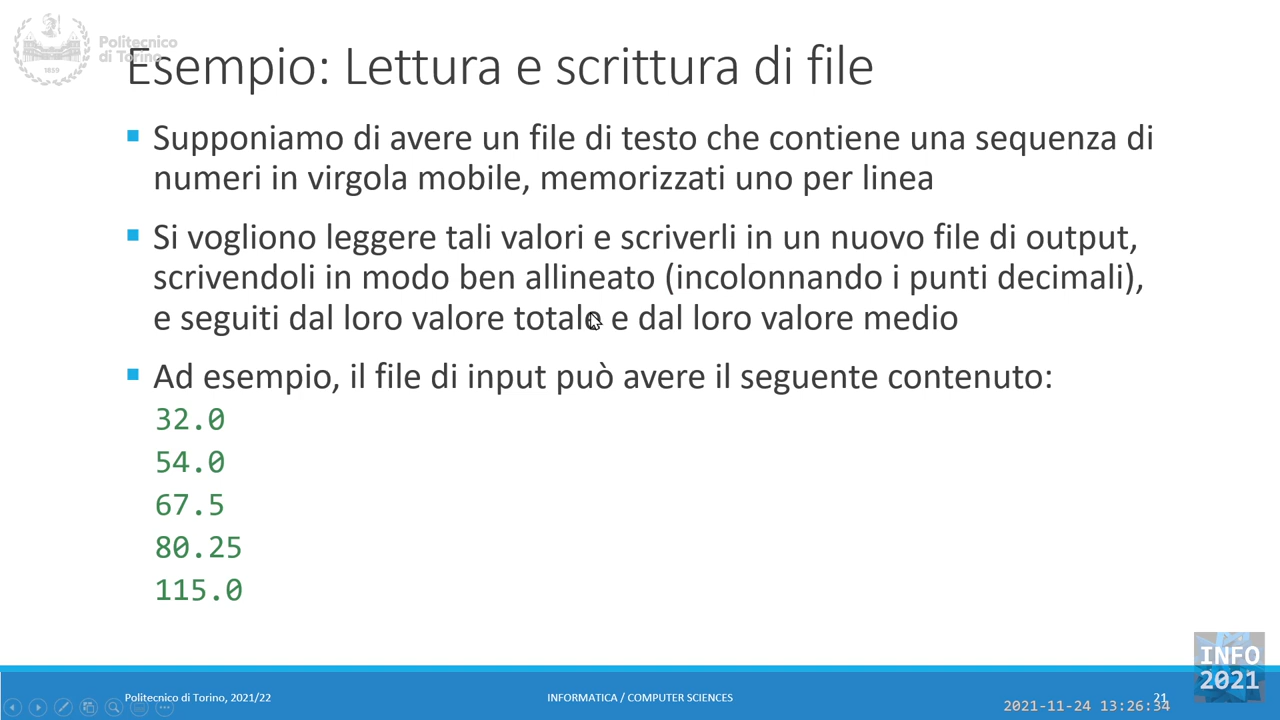 Politecnico
di Torino
1859
Esempio: Lettura e scrittura di file
Supponiamo di avere un file di testo che contiene una sequenza di
numeri in virgola mobile, memorizzati uno per linea
Si vogliono leggere tali valori e scriverli in un nuovo file di output,
scrivendoli in modo ben allineato (incolonnando i punti decimali),
e seguiti dal loro valore totale e dal loro valore medio
Ad esempio, il file di input può avere il seguente contenuto:
32.0
54.0
67.5
80.25
115.0
INFO
2021
Politecnico di Torino, 2021/22
INFORMATICA / COMPUTER SCIENCES
21
2021-11-24 13:26:34